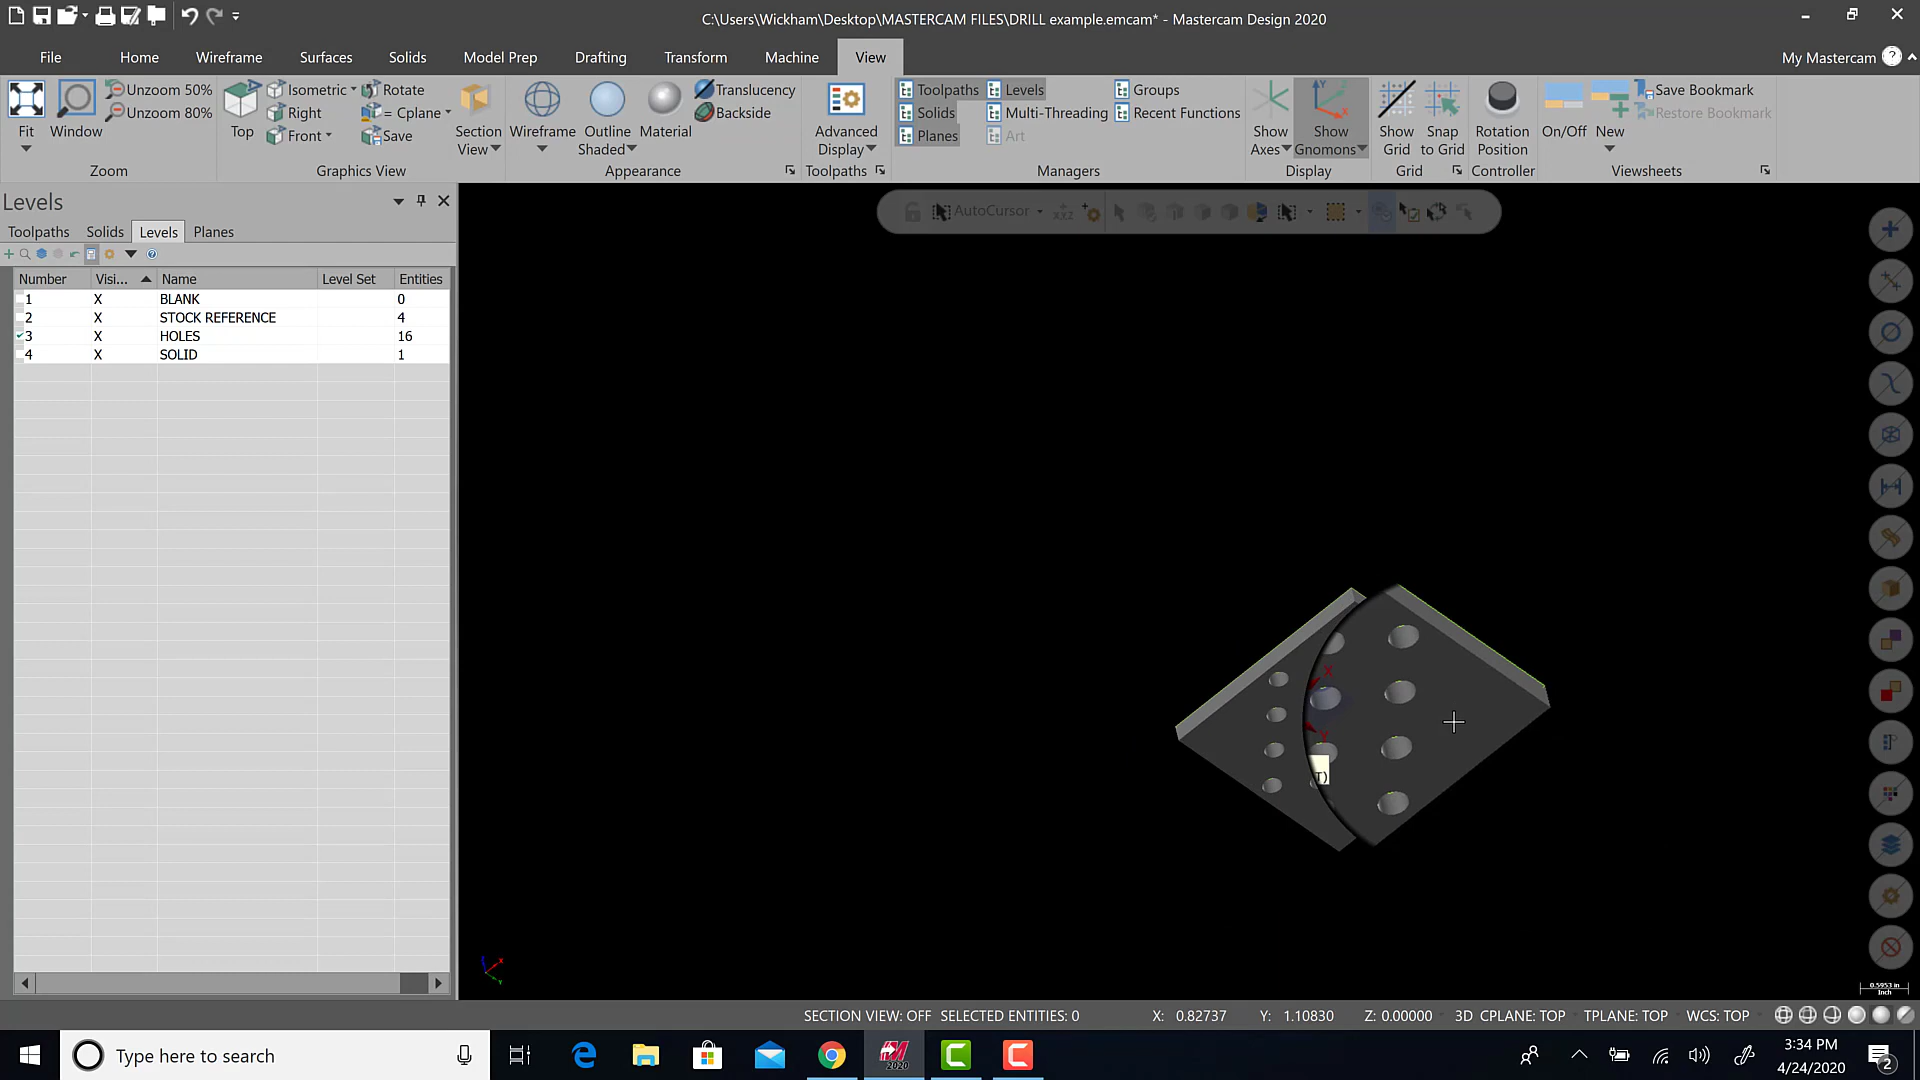 C:\Users\Wickham\Desktop\MASTERCAM FILES\DRILL example.emcam* - Mastercam Design 2020
File Home Wireframe Surfaces Solids Model Prep Drafting Transform Machine View My Mastercam
Fit
Window
Unzoom 50%
Unzoom 80%
Zoom
Top
Isometric
Right
Front
Rotate
= Cplane
Save
Graphics View
Section
View
Wireframe
Outline
Shaded
Material
Translucency
Backside
Appearance
Advanced
Display
Toolpaths
Toolpaths
Solids
Planes
Levels
Multi-Threading
Art
Groups
Recent Functions
Managers
Show
Axes
Show
Gnomons
Display
Show
Grid
Snap
to Grid
Grid
Rotation
Position
Controller
On/Off
New
Save Bookmark
Restore Bookmark
Viewsheets
Levels
Toolpaths Solids Levels Planes
Number Visi... Name Level Set Entities
1 X BLANK 0
2 X STOCK REFERENCE 4
3 X HOLES 16
4 X SOLID 1
AutoCursor
X
Y
T)
0.5953 in
Inch
SECTION VIEW: OFF SELECTED ENTITIES: 0 X: 0.82737 Y: 1.10830 Z: 0.00000 3D CPLANE: TOP TPLANE: TOP WCS: TOP
Type here to search
2020
3:34 PM
4/24/2020
2